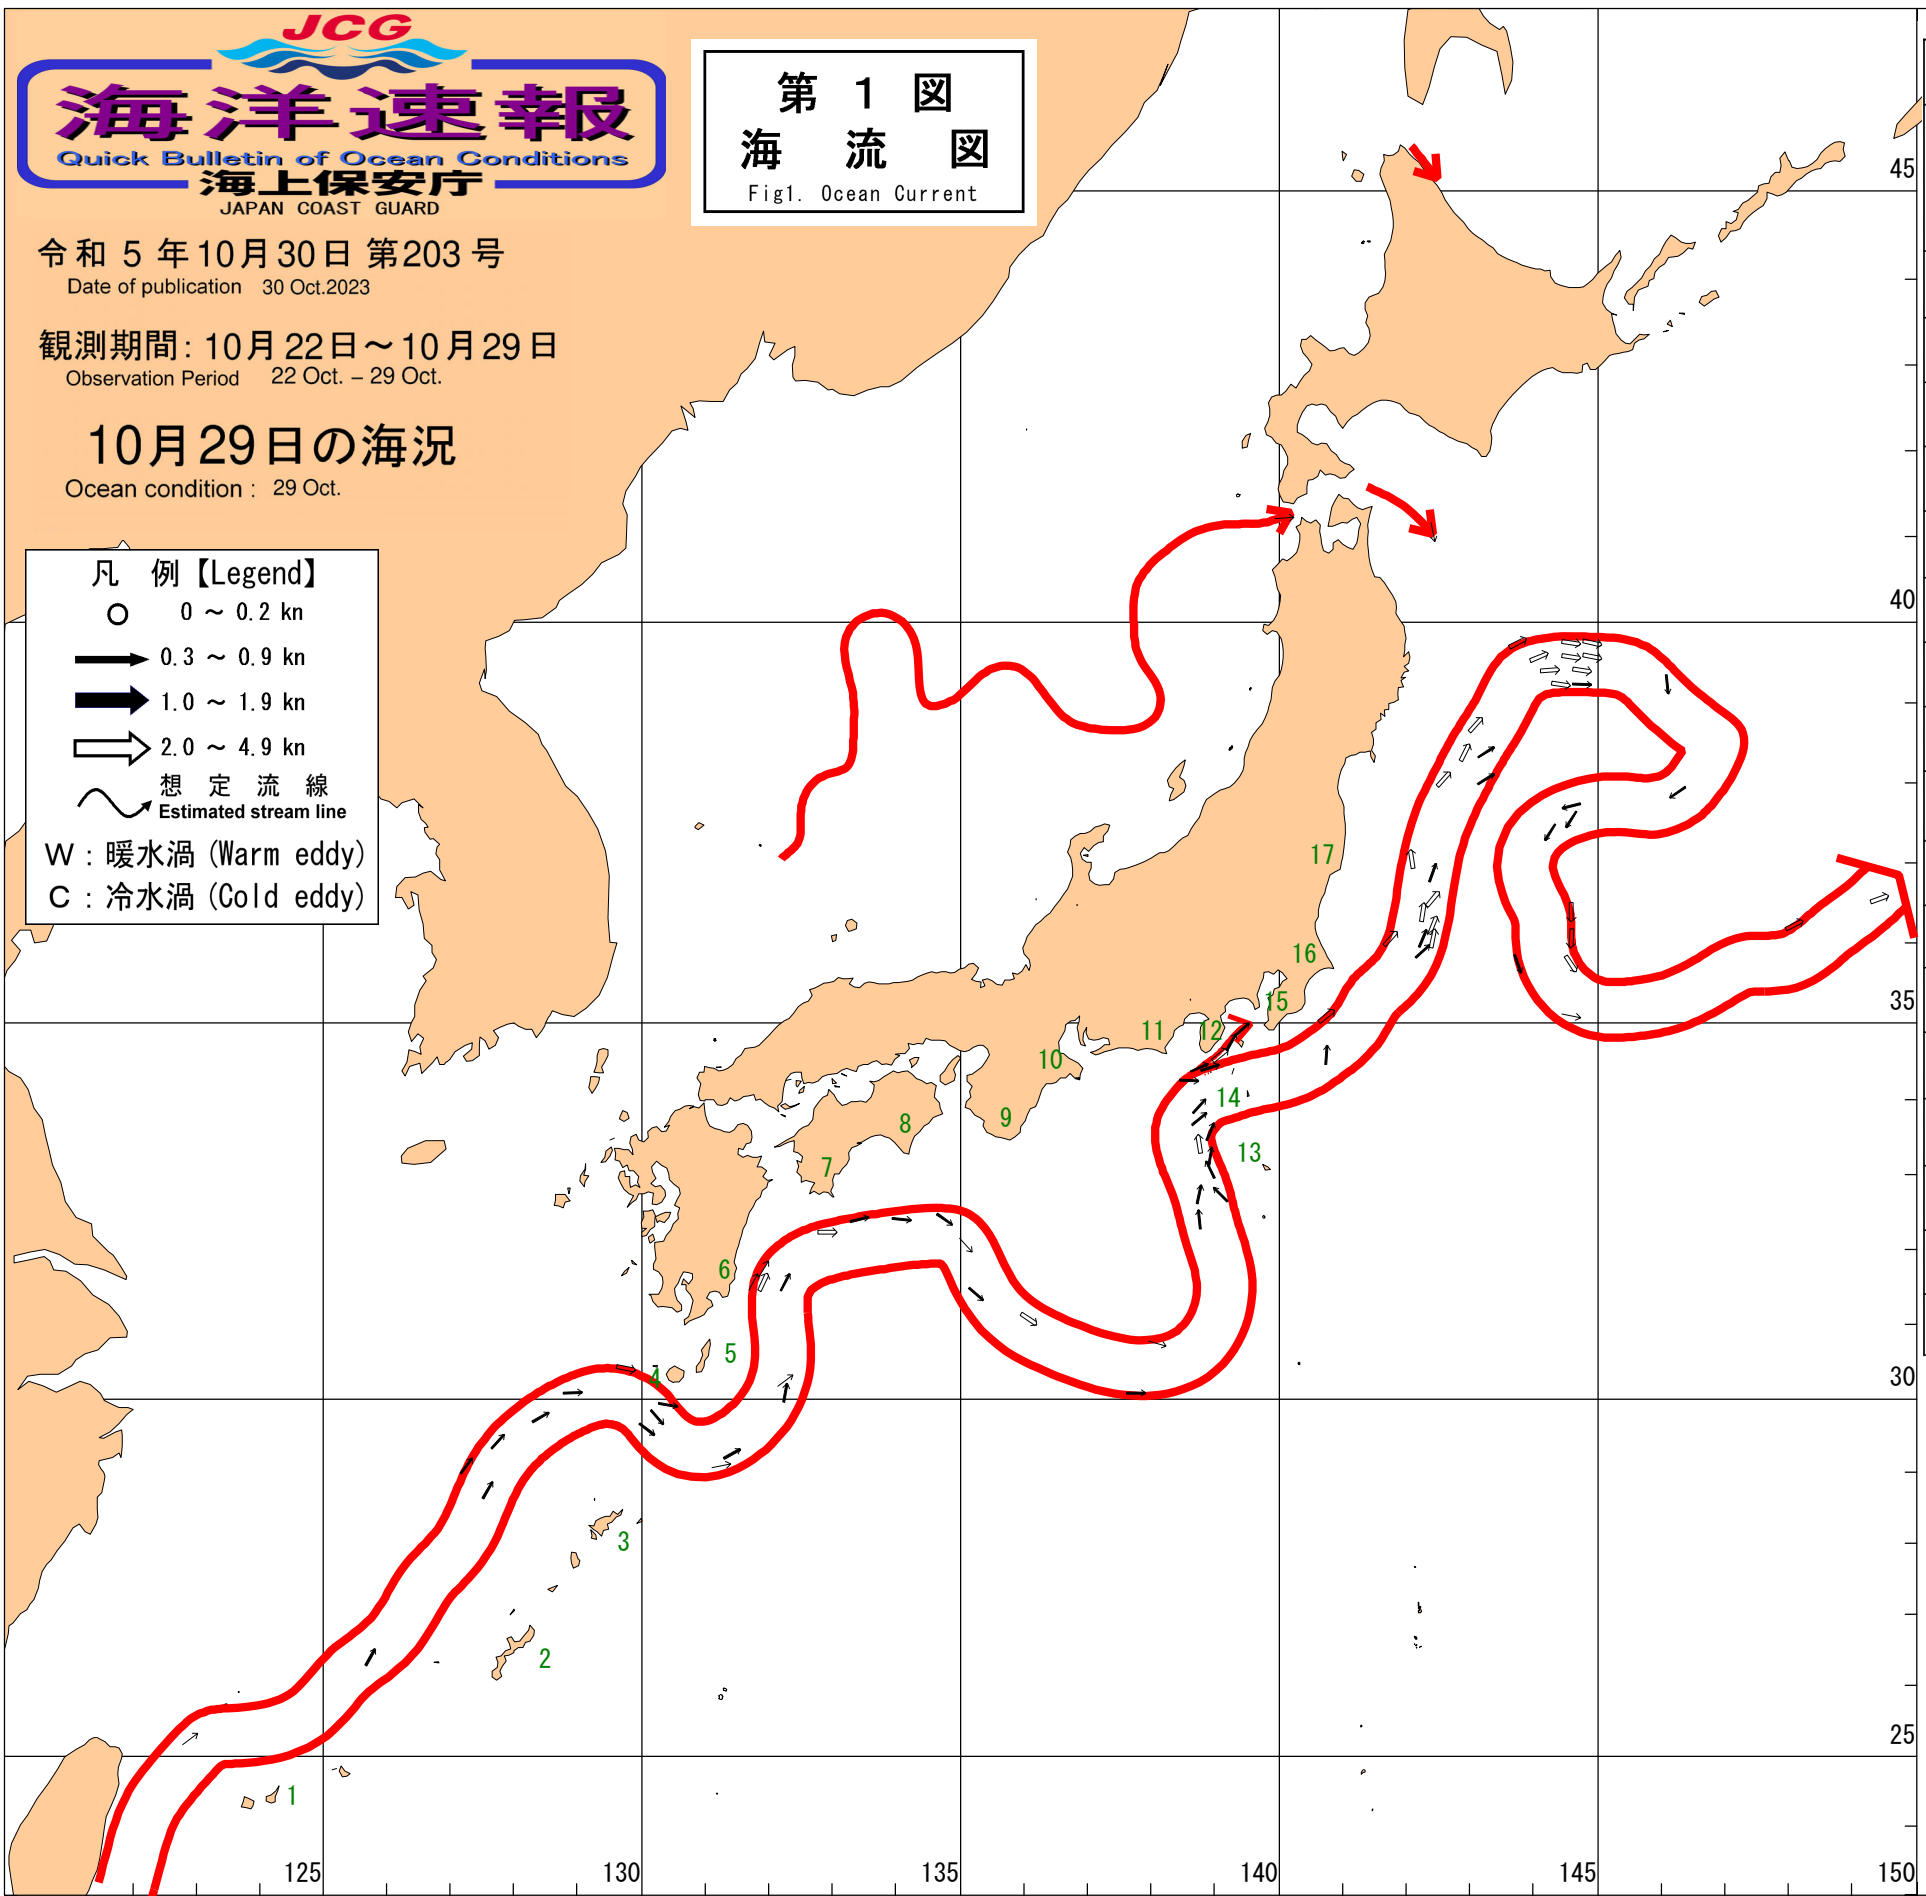 JCG
海洋速報
Quick Bulletin of Ocean Conditions
海上保安庁
JAPAN COAST GUARD
令和 5 年10月30日 第203号
Date of publication 30 Oct.2023
観測期間: 10月22日～10月29日
Observation Period 22 Oct. – 29 Oct.
10月29日の海況
Ocean condition : 29 Oct.
第 1 図
海 流 図
Fig1. Ocean Current
凡 例【Legend】
0 ～ 0.2 kn
0.3 ～ 0.9 kn
1.0 ～ 1.9 kn
2.0 ～ 4.9 kn
想 定 流 線
Estimated stream line
W : 暖水渦 (Warm eddy)
C : 冷水渦 (Cold eddy)
45
40
17
16
15
35
11
12
10
14
9
8
13
7
6
5
4
30
3
2
25
1
125
130
135
140
145
150